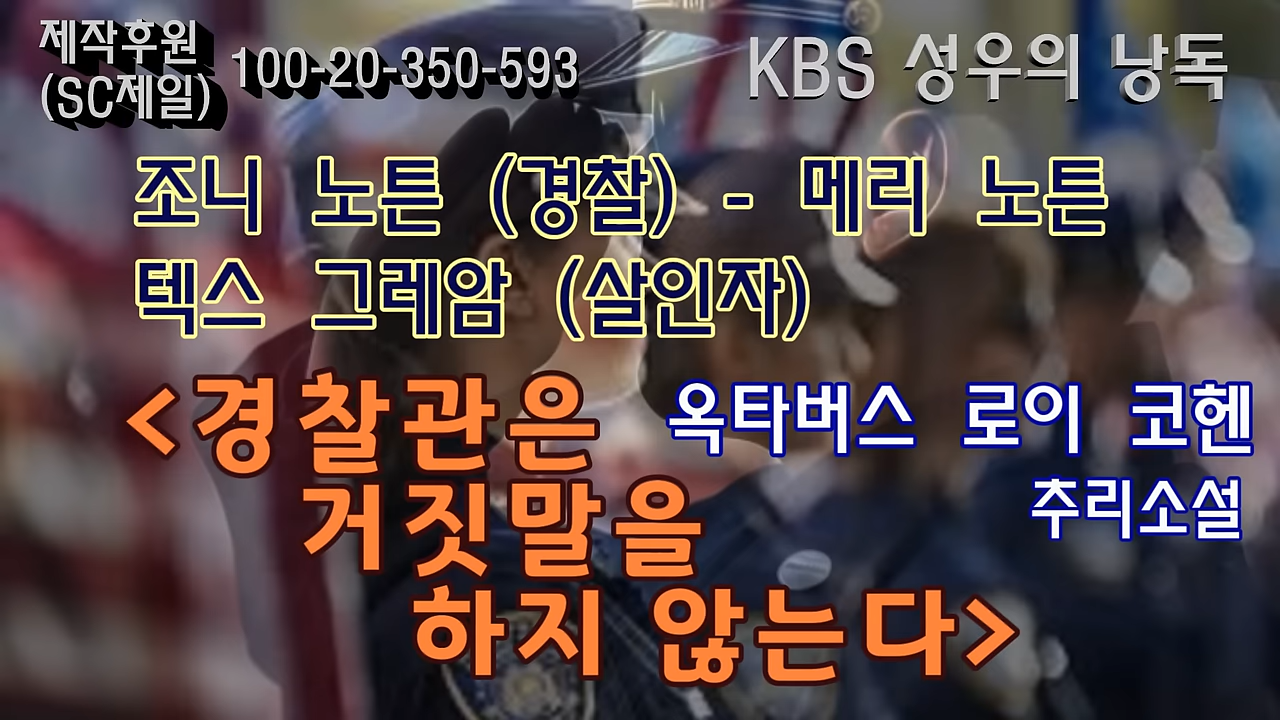 제작후원
(SC제일) 100-20-350-593
KBS 성우의 낭독
조니 노튼 (경찰) - 메리 노튼
텍스 그레암 (살인자)
<경찰관은
거짓말을
하지 않는다>
옥타버스 로이 코헨
추리소설